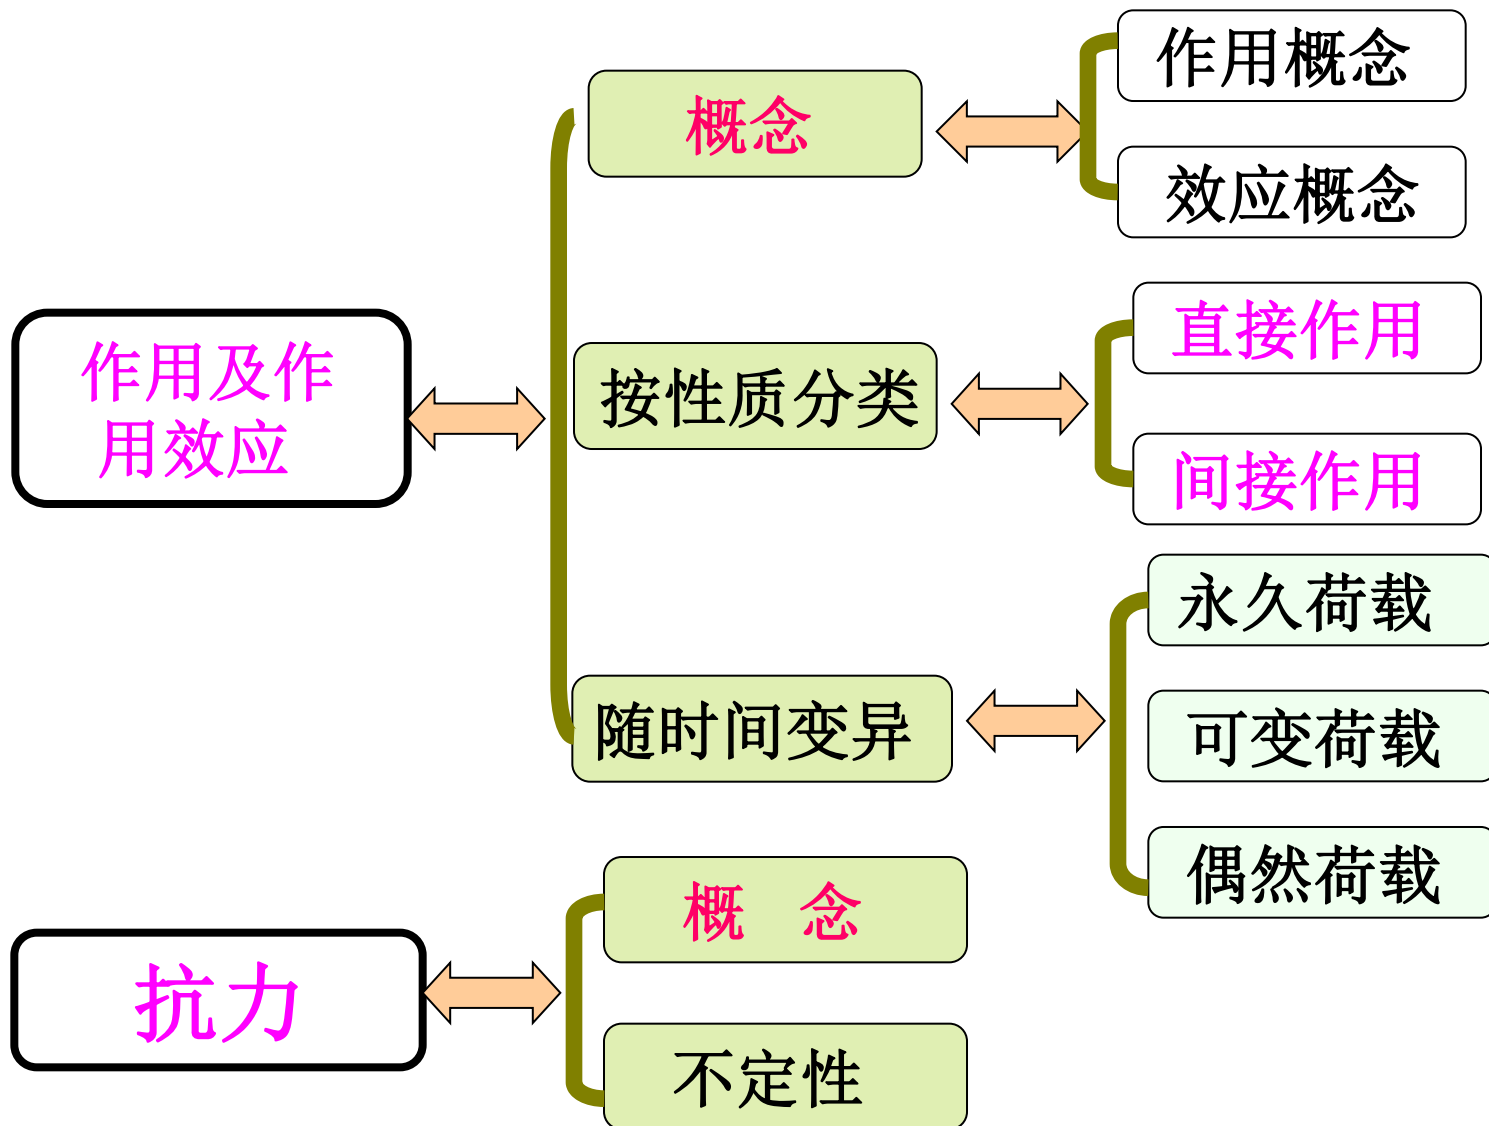 作用概念
概念
效应概念
直接作用
作用及作
用效应
按性质分类
间接作用
永久荷载
随时间变异
可变荷载
偶然荷载
概 念
抗力
不定性